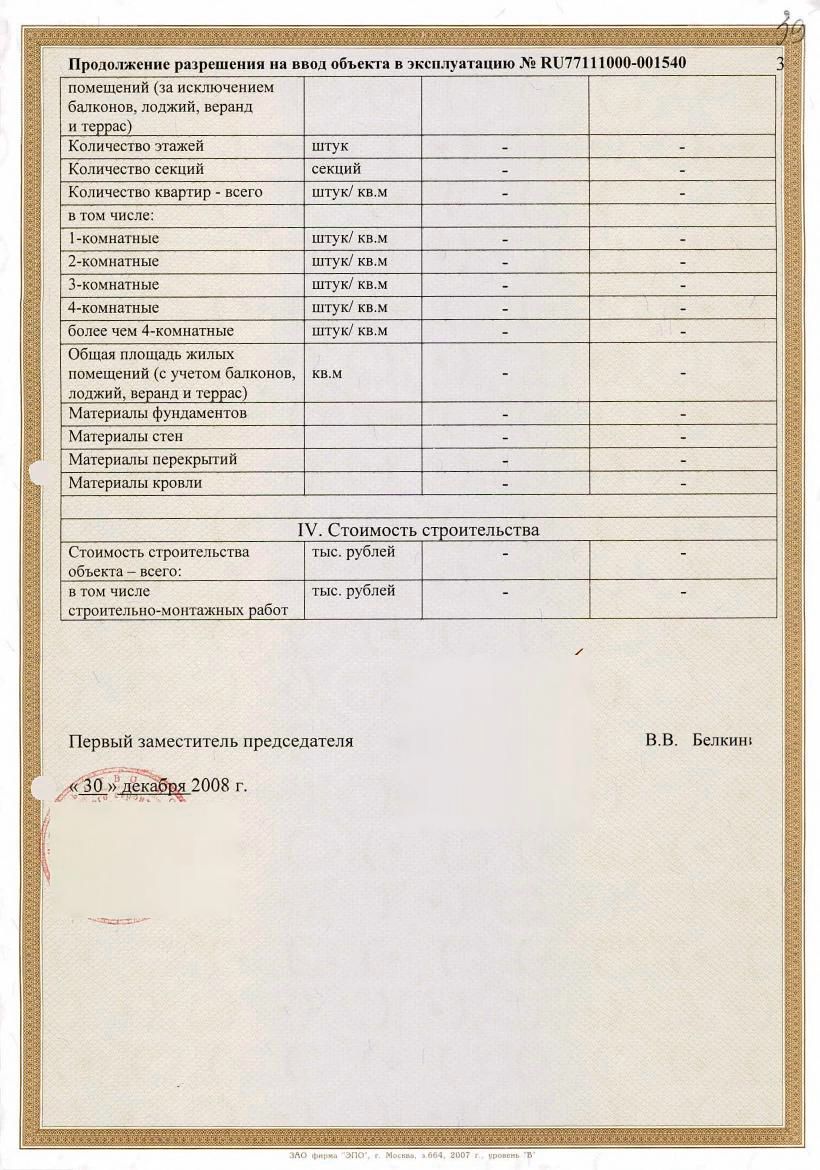 30
Продолжение разрешения на ввод объекта в эксплуатацию № RU77111000-001540 3
помещений (за исключением
балконов, лоджий, веранд
и террас)
Количество этажей штук - -
Количество секций секций - -
Количество квартир - всего штук/ кв.м - -
в том числе:
1-комнатные штук/ кв.м - -
2-комнатные штук/ кв.м - -
3-комнатные штук/ кв.м - -
4-комнатные штук/ кв.м - -
более чем 4-комнатные штук/ кв.м - -
Общая площадь жилых
помещений (с учетом балконов, кв.м - -
лоджий, веранд и террас)
Материалы фундаментов - -
Материалы стен - -
Материалы перекрытий - -
Материалы кровли - -
IV. Стоимость строительства
Стоимость строительства тыс. рублей - -
объекта – всего:
в том числе тыс. рублей - -
строительно-монтажных работ
Первый заместитель председателя В.В.
« 30 » декабря 2008 г.
ЗАО фирма "ЭПО", г. Москва, з.664, 2007 г., уровень "В"